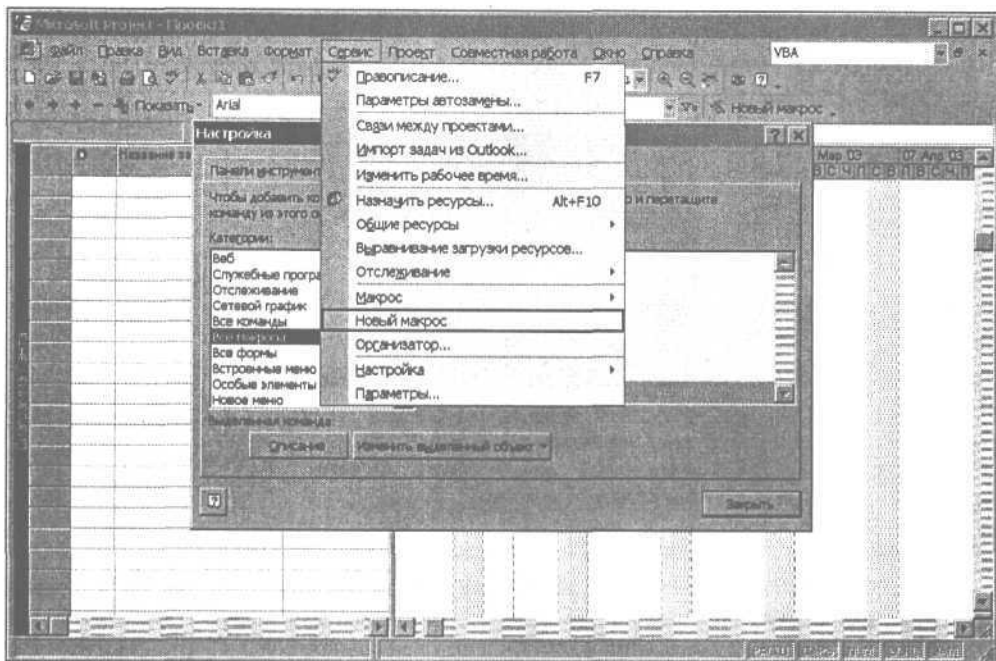 Microsoft Project - Проект1
Файл Правка Вид Вставка Формат Сервис Проект Совместная работа Окно Справка VBA
Показать Arial Новый макрос
Правописание... F7
Параметры автозамены...
Связи между проектами...
Импорт задач из Outlook...
Изменить рабочее время...
Назначить ресурсы... Alt+F10
Общие ресурсы
Выравнивание загрузки ресурсов...
Отслеживание
Макрос
Новый макрос
Организатор...
Настройка
Параметры...
Настройка
Название за
Мар '03 07 Апр '03
В С Ч П С В П В С Ч П
Панели инструмент
Чтобы добавить ко и перетащите
команду из этого о
Категории:
Веб
Служебные програ
Отслеживание
Сетевой график
Все команды
Все макросы
Все формы
Встроенные меню
Особые элементы
Новое меню
Выделенная команда:
Описание Изменить выделенный объект
Закрыть